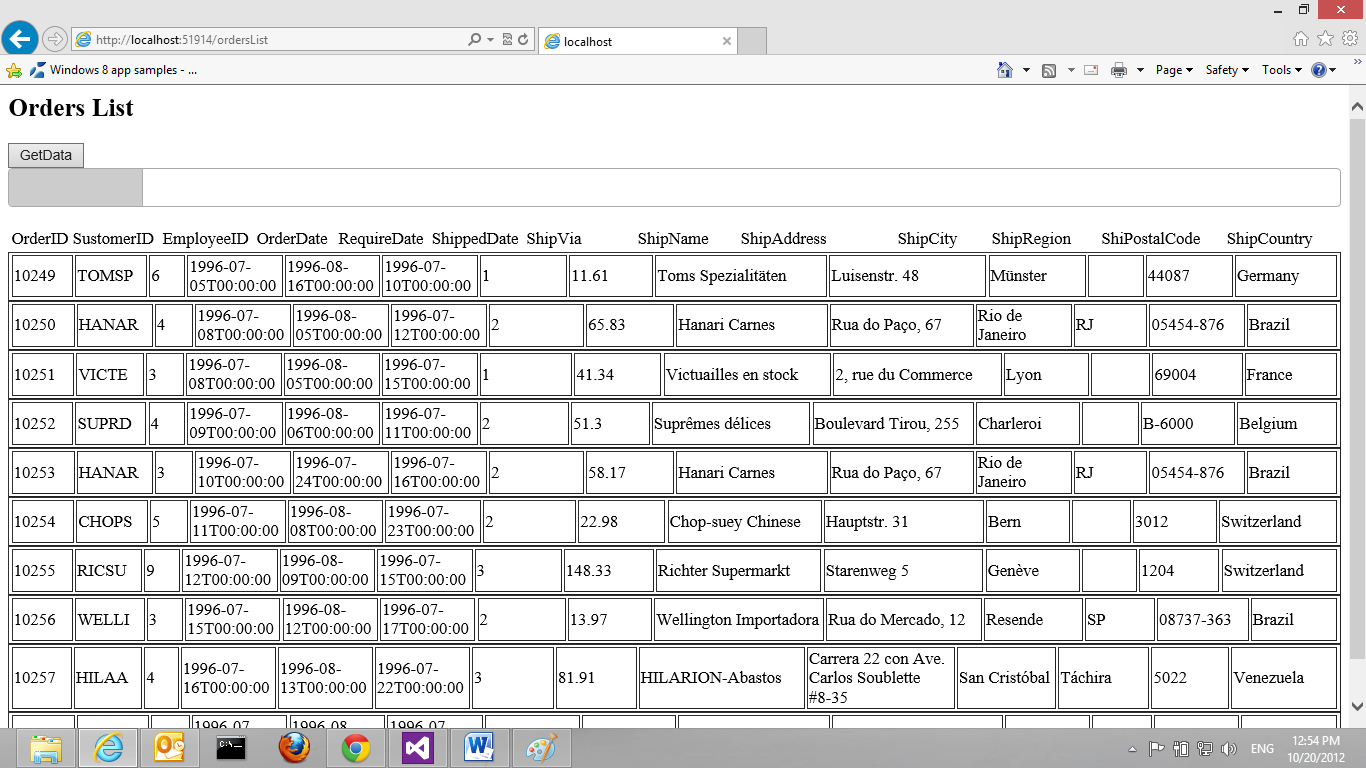 http://localhost:51914/ordersList
localhost
Windows 8 app samples - ...
Page Safety Tools
Orders List
GetData
OrderID SustomerID EmployeeID OrderDate RequireDate ShippedDate ShipVia ShipName ShipAddress ShipCity ShipRegion ShiPostalCode ShipCountry
10249 TOMSP 6 1996-07-05T00:00:00 1996-08-16T00:00:00 1996-07-10T00:00:00 1 11.61 Toms Spezialitäten Luisenstr. 48 Münster 44087 Germany
10250 HANAR 4 1996-07-08T00:00:00 1996-08-05T00:00:00 1996-07-12T00:00:00 2 65.83 Hanari Carnes Rua do Paço, 67 Rio de Janeiro RJ 05454-876 Brazil
10251 VICTE 3 1996-07-08T00:00:00 1996-08-05T00:00:00 1996-07-15T00:00:00 1 41.34 Victuailles en stock 2, rue du Commerce Lyon 69004 France
10252 SUPRD 4 1996-07-09T00:00:00 1996-08-06T00:00:00 1996-07-11T00:00:00 2 51.3 Suprêmes délices Boulevard Tirou, 255 Charleroi B-6000 Belgium
10253 HANAR 3 1996-07-10T00:00:00 1996-07-24T00:00:00 1996-07-16T00:00:00 2 58.17 Hanari Carnes Rua do Paço, 67 Rio de Janeiro RJ 05454-876 Brazil
10254 CHOPS 5 1996-07-11T00:00:00 1996-08-08T00:00:00 1996-07-23T00:00:00 2 22.98 Chop-suey Chinese Hauptstr. 31 Bern 3012 Switzerland
10255 RICSU 9 1996-07-12T00:00:00 1996-08-09T00:00:00 1996-07-15T00:00:00 3 148.33 Richter Supermarkt Starenweg 5 Genève 1204 Switzerland
10256 WELLI 3 1996-07-15T00:00:00 1996-08-12T00:00:00 1996-07-17T00:00:00 2 13.97 Wellington Importadora Rua do Mercado, 12 Resende SP 08737-363 Brazil
10257 HILAA 4 1996-07-16T00:00:00 1996-08-13T00:00:00 1996-07-22T00:00:00 3 81.91 HILARION-Abastos Carrera 22 con Ave. Carlos Soublette #8-35 San Cristóbal Táchira 5022 Venezuela
1996-07- 1996-08- 1996-07-
ENG
12:54 PM
10/20/2012